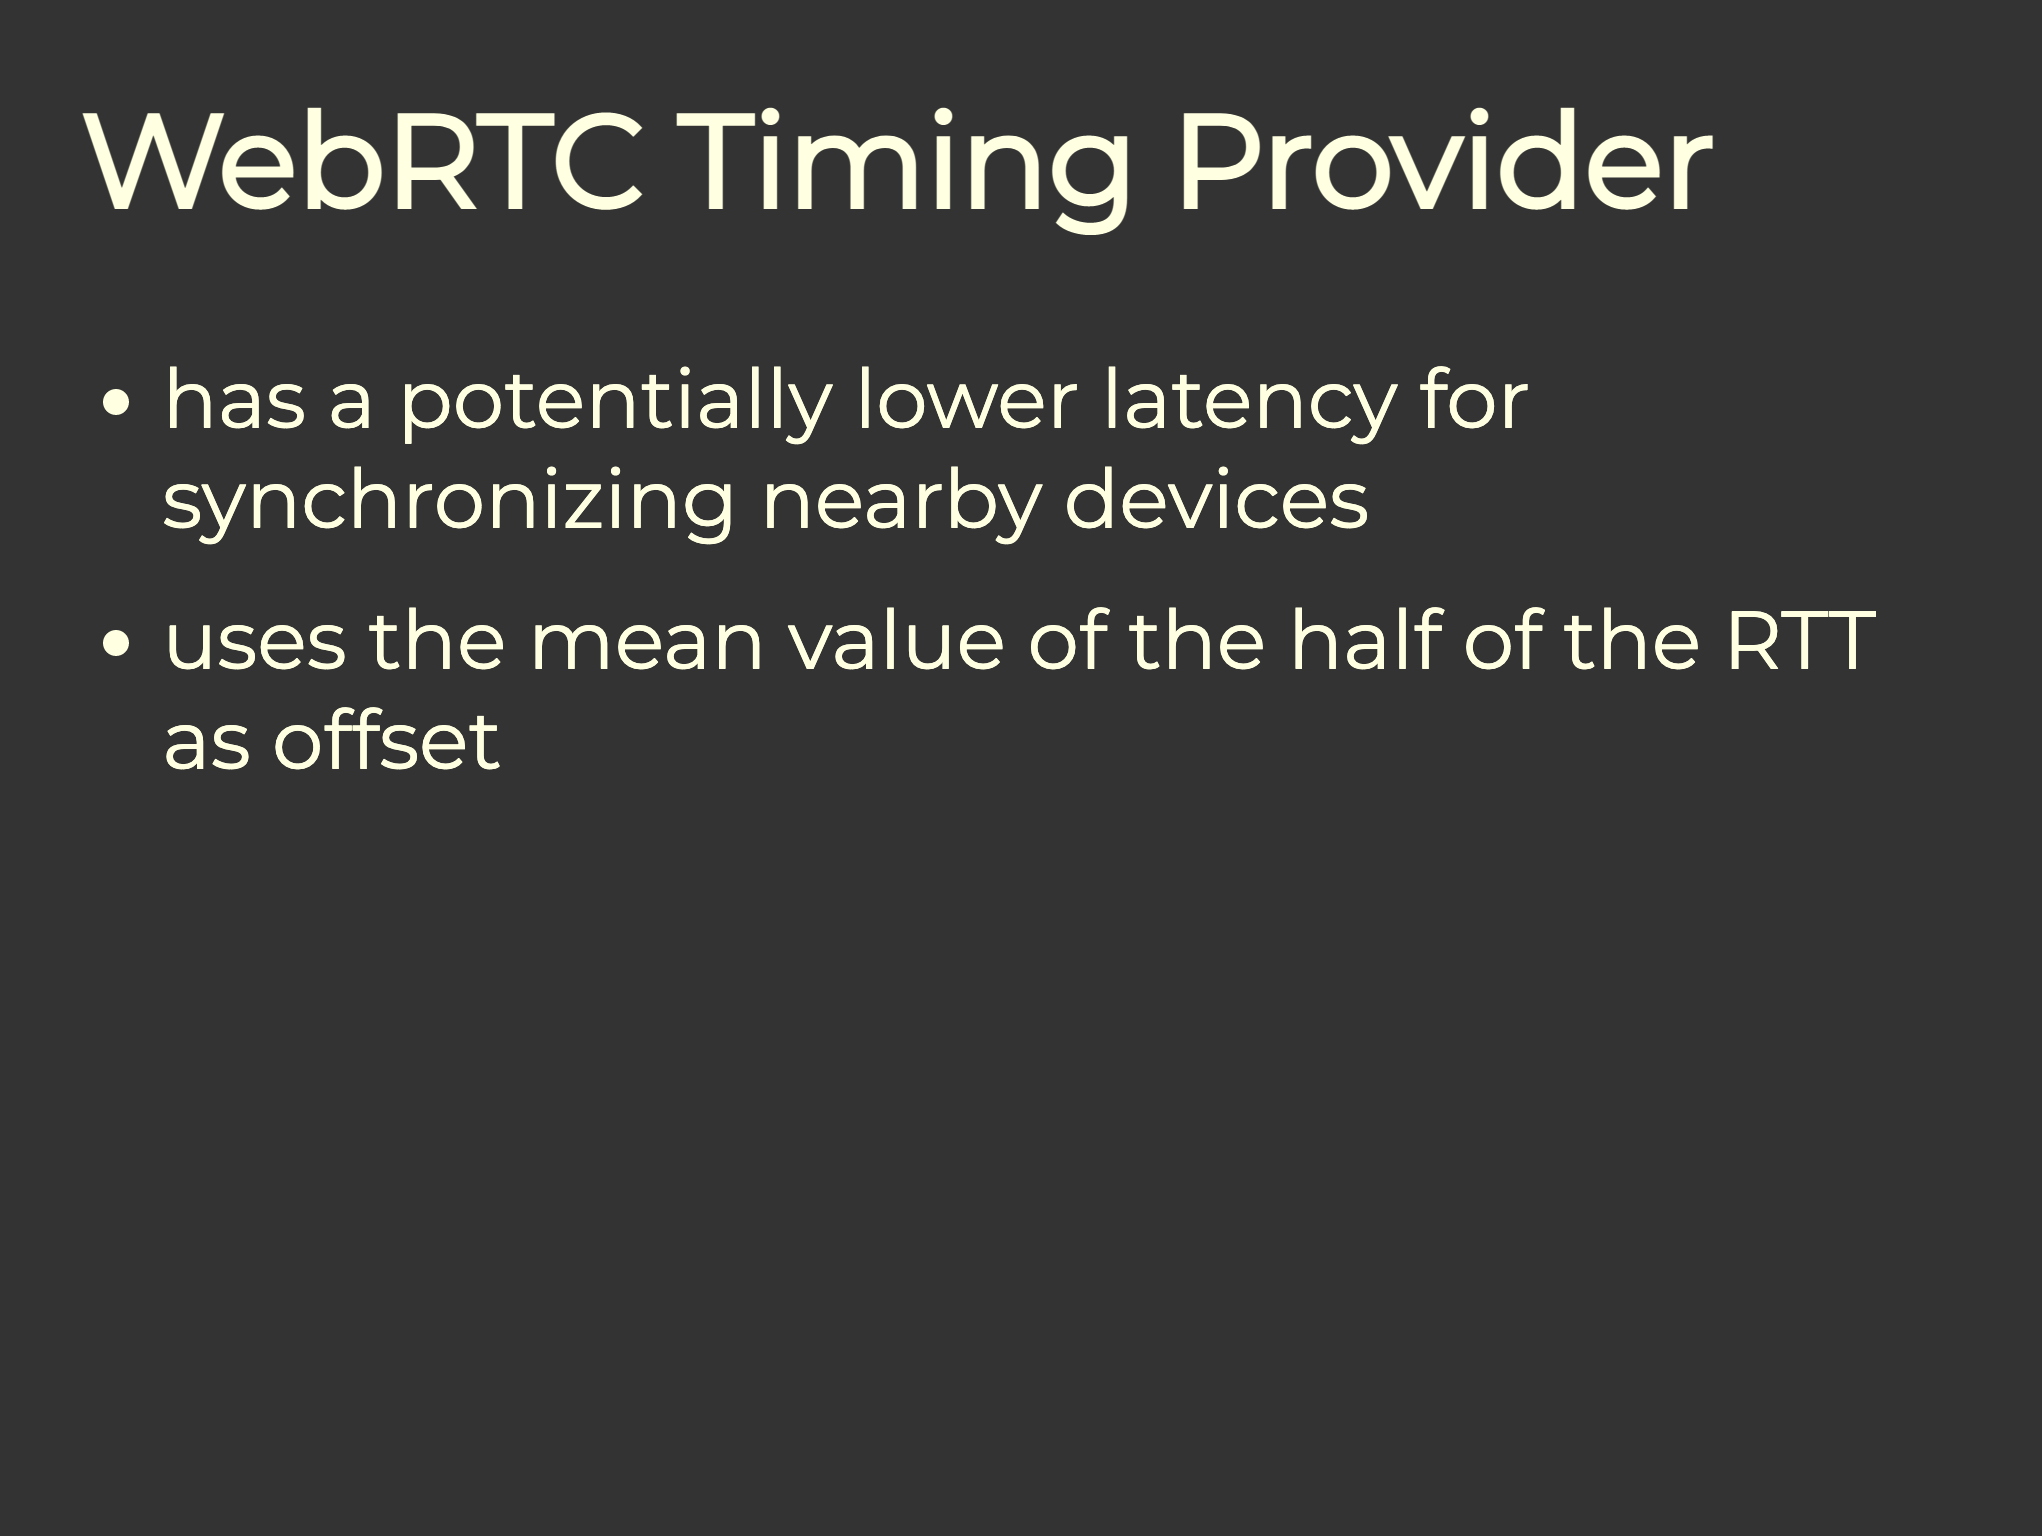 WebRTC Timing Provider
• has a potentially lower latency for
synchronizing nearby devices
• uses the mean value of the half of the RTT
as offset